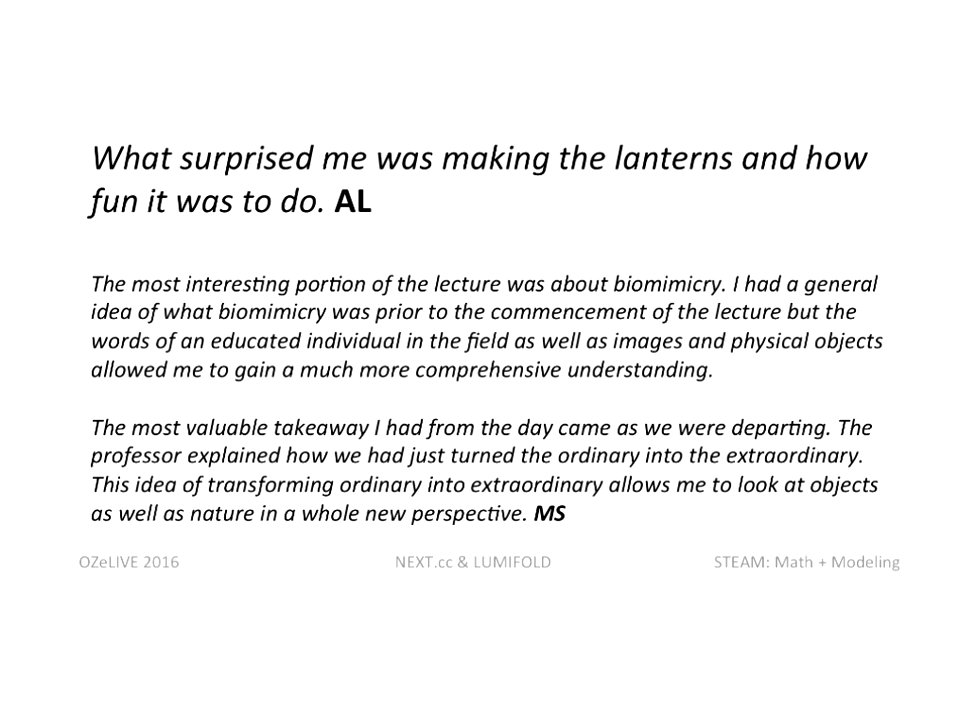 What surprised me was making the lanterns and how
fun it was to do. AL
The most interesting portion of the lecture was about biomimicry. I had a general
idea of what biomimicry was prior to the commencement of the lecture but the
words of an educated individual in the field as well as images and physical objects
allowed me to gain a much more comprehensive understanding.
The most valuable takeaway I had from the day came as we were departing. The
professor explained how we had just turned the ordinary into the extraordinary.
This idea of transforming ordinary into extraordinary allows me to look at objects
as well as nature in a whole new perspective. MS
OZeLIVE 2016 NEXT.cc & LUMIFOLD STEAM: Math + Modeling